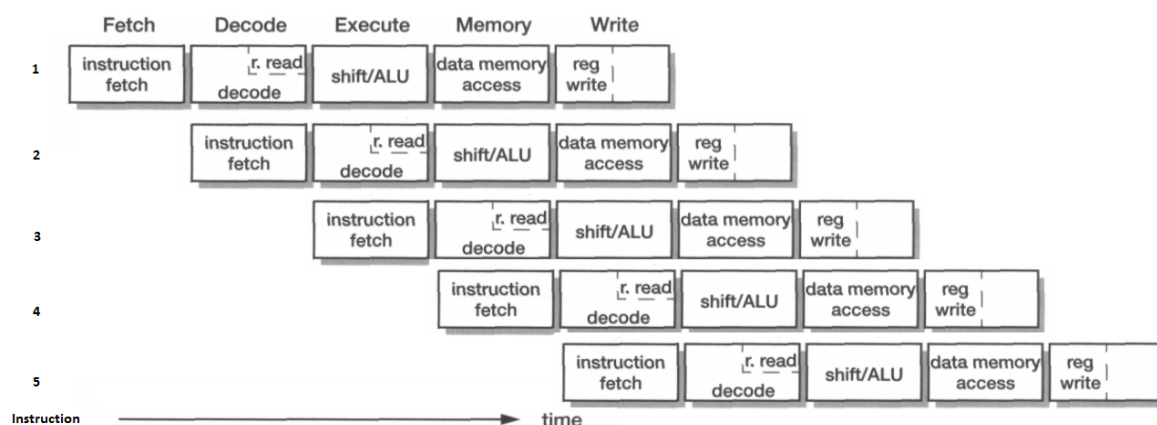 Fetch Decode Execute Memory Write
1
instruction
fetch
r. read
decode
shift/ALU
data memory
access
reg
write
2
instruction
fetch
r. read
decode
shift/ALU
data memory
access
reg
write
3
instruction
fetch
r. read
decode
shift/ALU
data memory
access
reg
write
4
instruction
fetch
r. read
decode
shift/ALU
data memory
access
reg
write
5
instruction
fetch
r. read
decode
shift/ALU
data memory
access
reg
write
Instruction
time